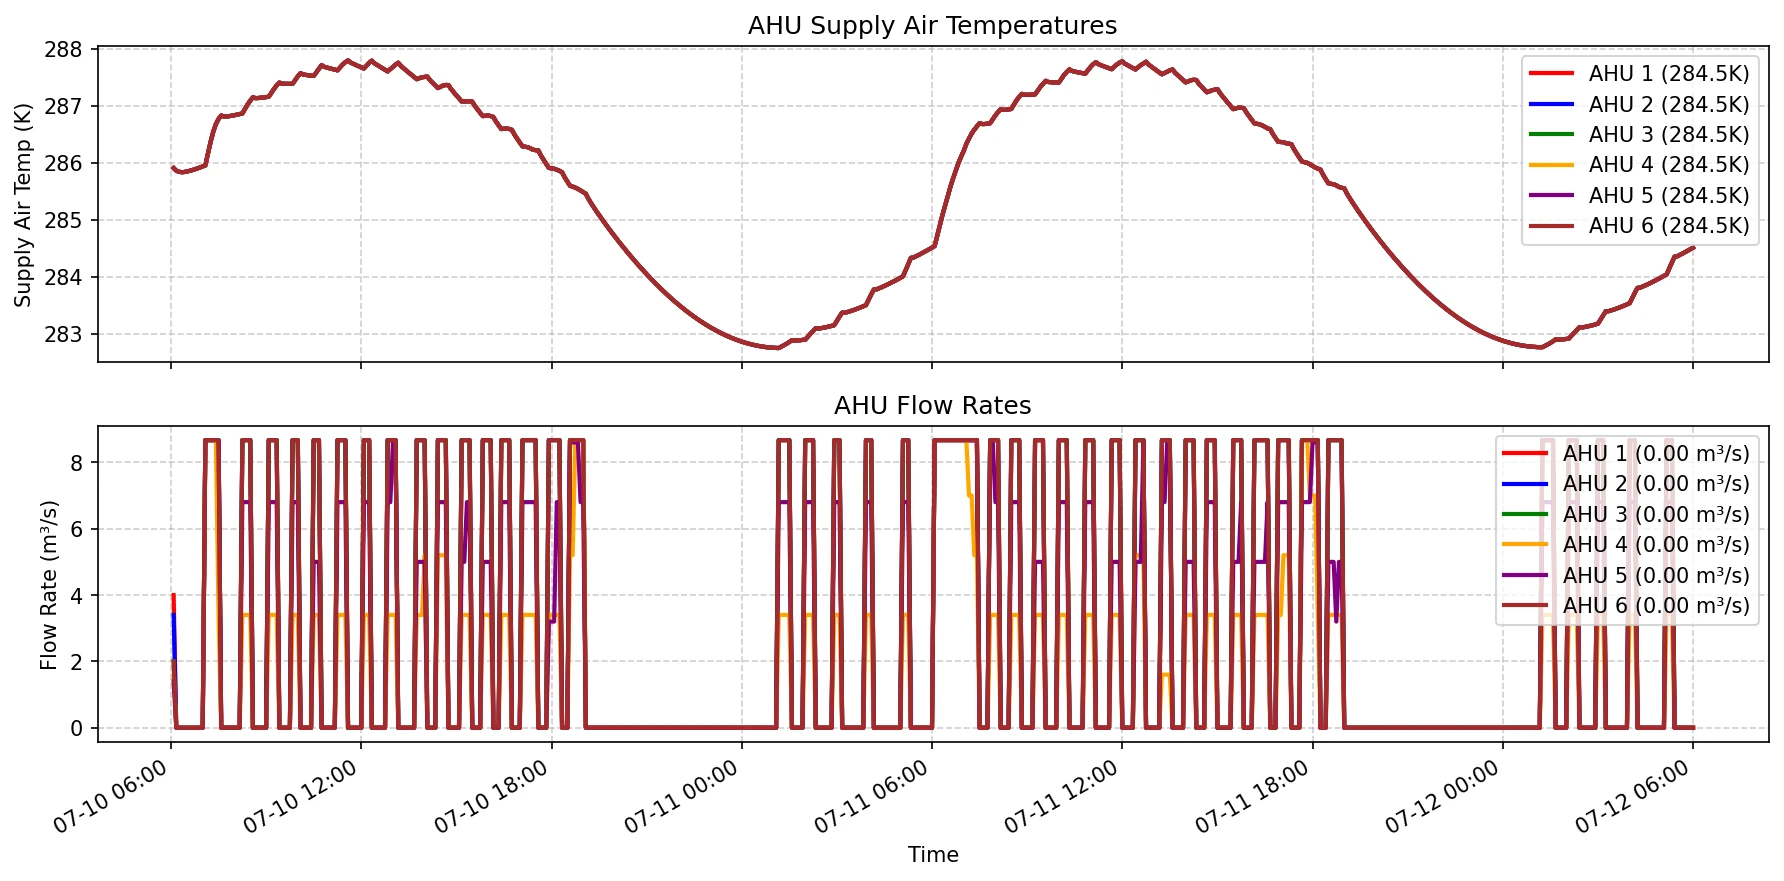 AHU Supply Air Temperatures
Supply Air Temp (K)
288
287
286
285
284
283
AHU 1 (284.5K)
AHU 2 (284.5K)
AHU 3 (284.5K)
AHU 4 (284.5K)
AHU 5 (284.5K)
AHU 6 (284.5K)
AHU Flow Rates
Flow Rate (m³/s)
8
6
4
2
0
AHU 1 (0.00 m³/s)
AHU 2 (0.00 m³/s)
AHU 3 (0.00 m³/s)
AHU 4 (0.00 m³/s)
AHU 5 (0.00 m³/s)
AHU 6 (0.00 m³/s)
07-10 06:00
07-10 12:00
07-10 18:00
07-11 00:00
07-11 06:00
07-11 12:00
07-11 18:00
07-12 00:00
07-12 06:00
Time